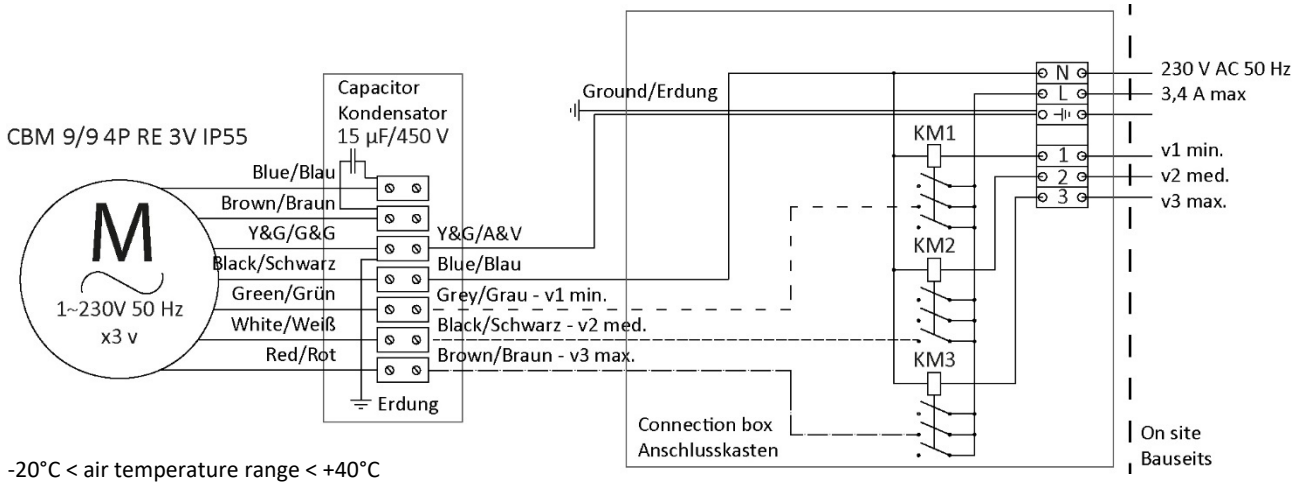 CBM 9/9 4P RE 3V IP55
M
1~230V 50 Hz
x3 v
Capacitor
Kondensator
15 µF/450 V
Blue/Blau
Brown/Braun
Y&G/G&G
Black/Schwarz
Green/Grün
White/Weiß
Red/Rot
Erdung
Y&G/A&V
Blue/Blau
Grey/Grau - v1 min.
Black/Schwarz - v2 med.
Brown/Braun - v3 max.
Ground/Erdung
KM1
KM2
KM3
Connection box
Anschlusskasten
N
L
1
2
3
230 V AC 50 Hz
3,4 A max
v1 min.
v2 med.
v3 max.
On site
Bauseits
-20°C < air temperature range < +40°C